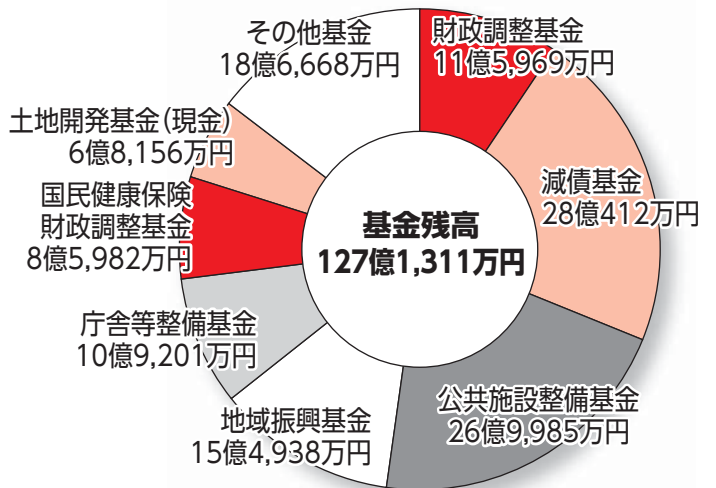 その他基金
18億6,668万円
財政調整基金
11億5,969万円
土地開発基金(現金)
6億8,156万円
減債基金
28億412万円
国民健康保険
財政調整基金
8億5,982万円
基金残高
127億1,311万円
庁舎等整備基金
10億9,201万円
公共施設整備基金
26億9,985万円
地域振興基金
15億4,938万円